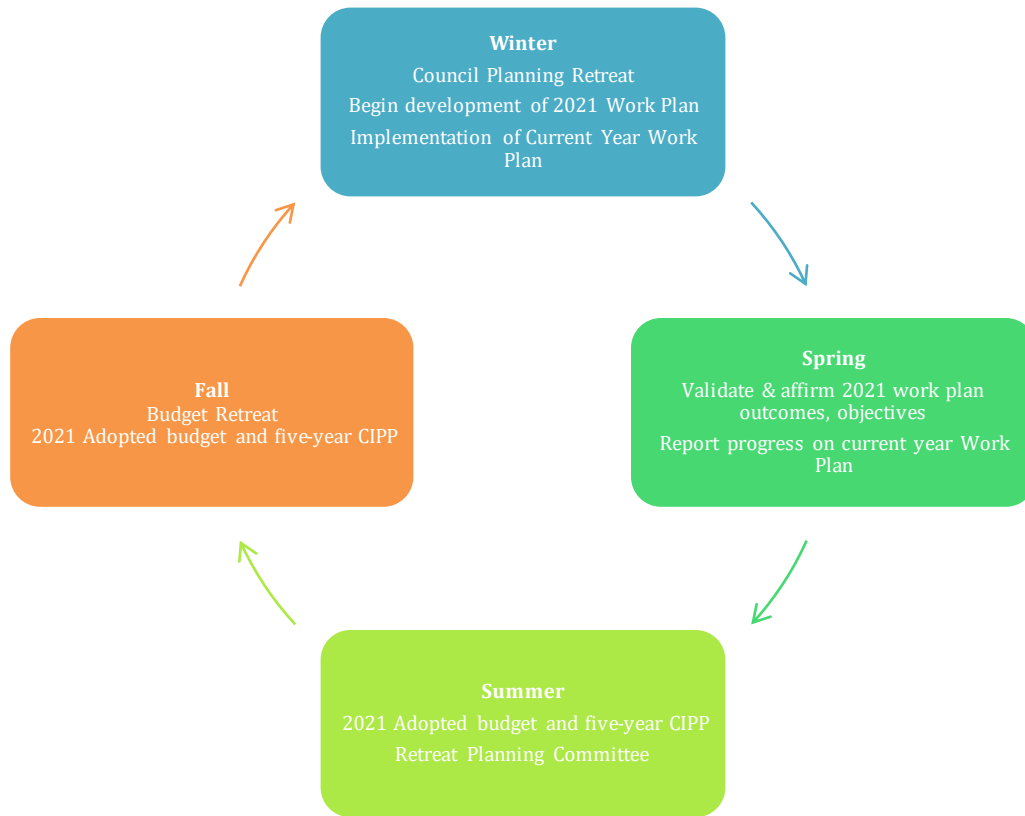 Winter
Council Planning Retreat
Begin development of 2021 Work Plan
Implementation of Current Year Work
Plan
Spring
Validate & affirm 2021 work plan
outcomes, objectives
Report progress on current year Work
Plan
Summer
2021 Adopted budget and five-year CIPP
Retreat Planning Committee
Fall
Budget Retreat
2021 Adopted budget and five-year CIPP